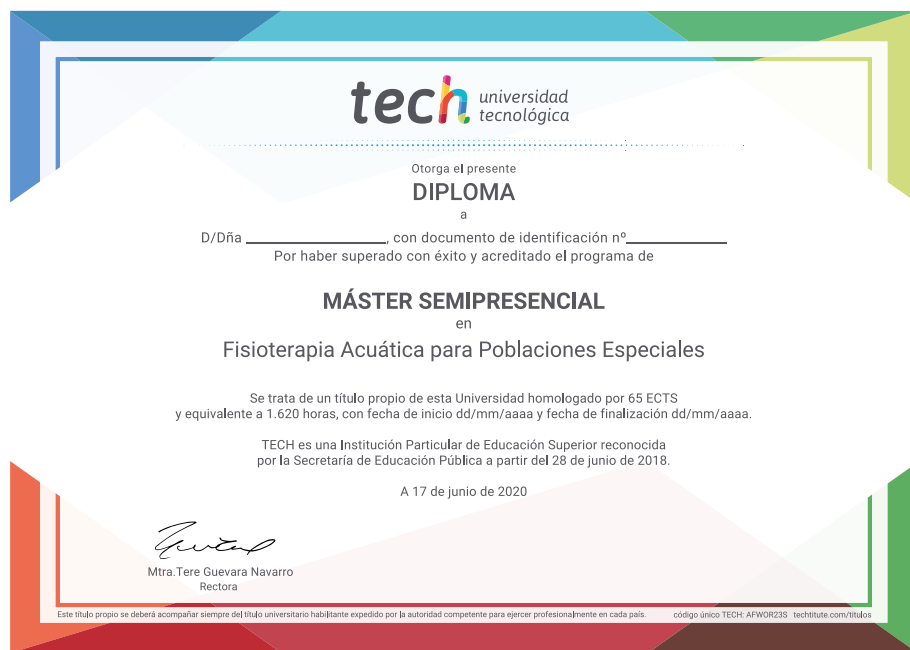 tech universidad
tecnológica
Otorga el presente
DIPLOMA
a
D/Dña ____________________, con documento de identificación nº______________
Por haber superado con éxito y acreditado el programa de
MÁSTER SEMIPRESENCIAL
en
Fisioterapia Acuática para Poblaciones Especiales
Se trata de un título propio de esta Universidad homologado por 65 ECTS
y equivalente a 1.620 horas, con fecha de inicio dd/mm/aaaa y fecha de finalización dd/mm/aaaa.
TECH es una Institución Particular de Educación Superior reconocida
por la Secretaría de Educación Pública a partir del 28 de junio de 2018.
A 17 de junio de 2020
Mtra.Tere Guevara Navarro
Rectora
Este título propio se deberá acompañar siempre del título universitario habilitante expedido por la autoridad competente para ejercer profesionalmente en cada país. código único TECH: AFWOR23S techtitute.com/titulos